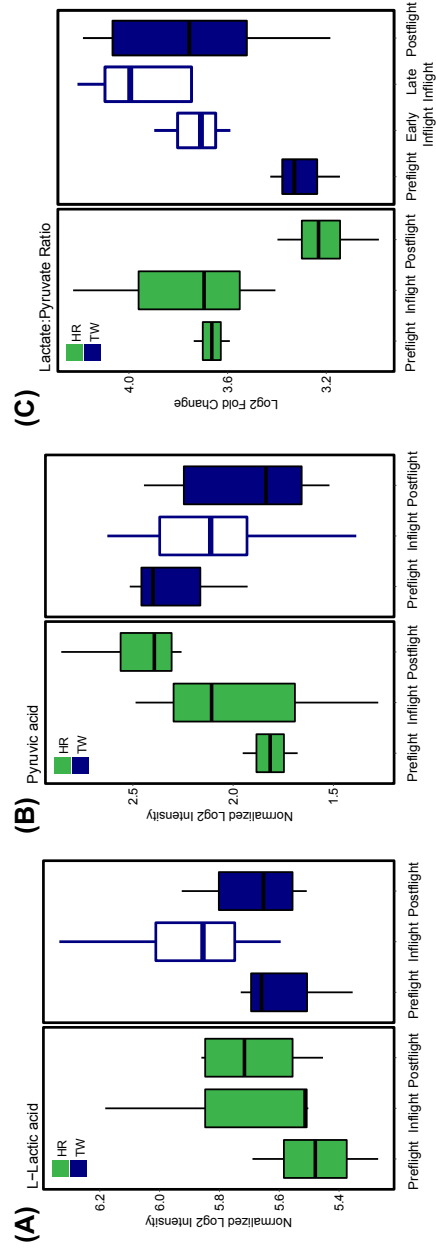 (A)
L−Lactic acid
HR
TW
Normalized Log2 Intensity
6.2
6.0
5.8
5.6
5.4
Preflight Inflight Postflight
Preflight Inflight Postflight
(B)
Pyruvic acid
HR
TW
Normalized Log2 Intensity
2.5
2.0
1.5
Preflight Inflight Postflight
Preflight Inflight Postflight
(C)
Lactate:Pyruvate Ratio
HR
TW
Log2 Fold Change
4.0
3.6
3.2
Preflight Inflight Postflight
Preflight Early Late Postflight
Inflight Inflight